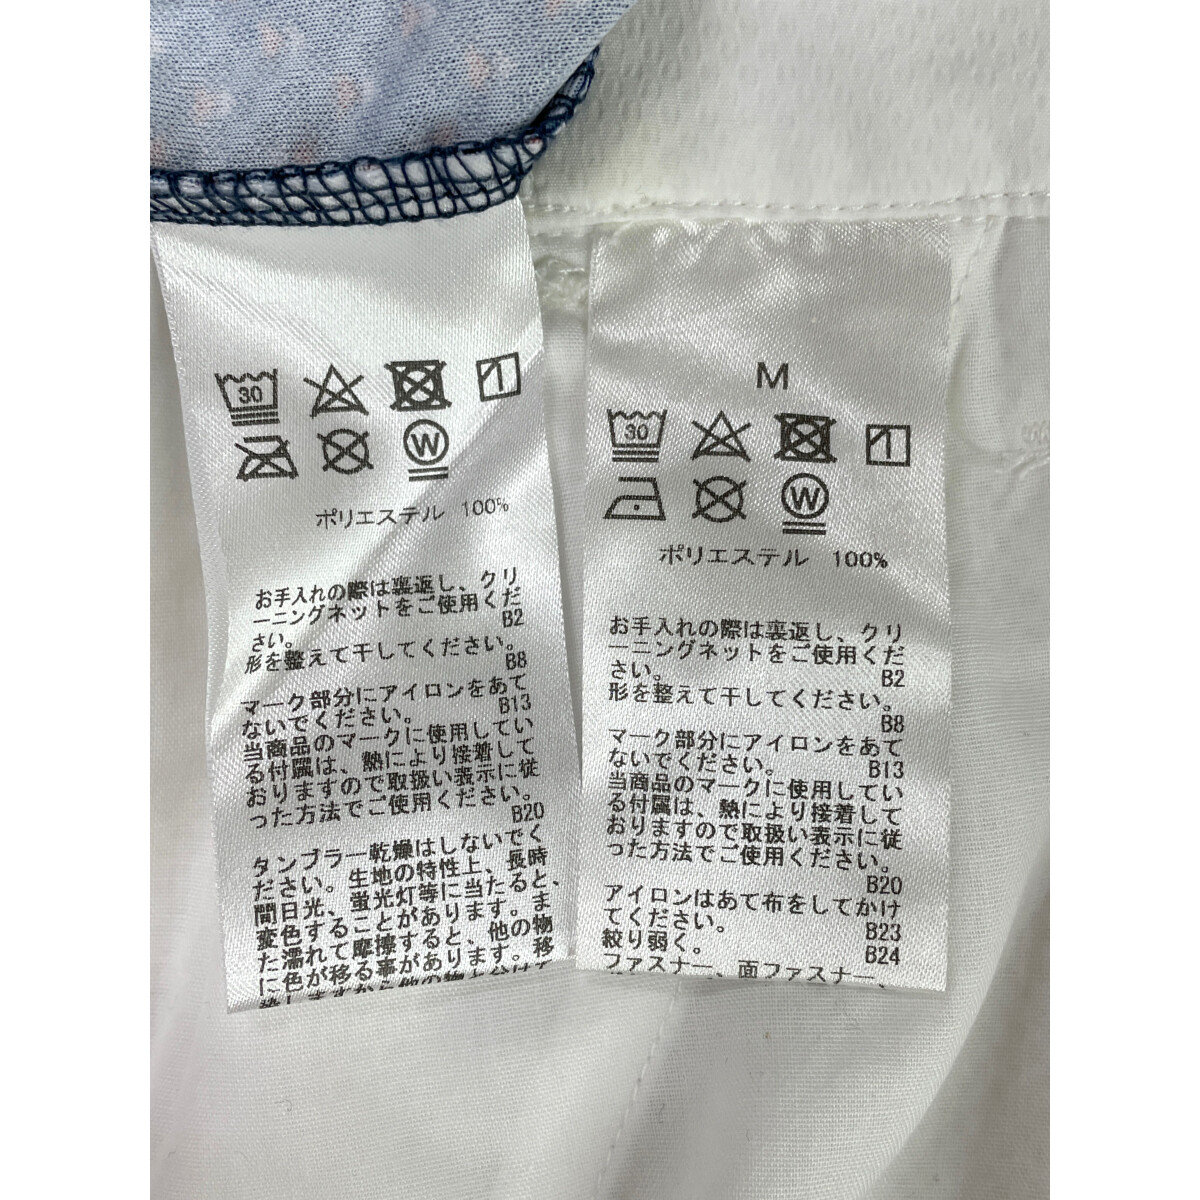 30
W
ポリエステル 100%
お手入れの際は裏返し、クリ
ーニングネットをご使用くだ
さい。 B2
形を整えて干してください。
B8
マーク部分にアイロンをあて
ないでください。 B13
当商品のマークに使用してい
る付属は、熱により接着して
おりますので取扱い表示に従
った方法でご使用ください。
B20
タンブラー乾燥はしないでく
ださい。生地の特性上、長時
間日光、蛍光灯等に当たると、
変色することがあります。ま
た濡れて摩擦すると、他の物
に色が移る事があります。移
M
30
W
ポリエステル 100%
お手入れの際は裏返し、クリ
ーニングネットをご使用くだ
さい。 B2
形を整えて干してください。
B8
マーク部分にアイロンをあて
ないでください。 B13
当商品のマークに使用してい
る付属は、熱により接着して
おりますので取扱い表示に従
った方法でご使用ください。
B20
アイロンはあて布をしてかけ
てください。 B23
絞り弱く。 B24
ファスナー、面ファスナー、